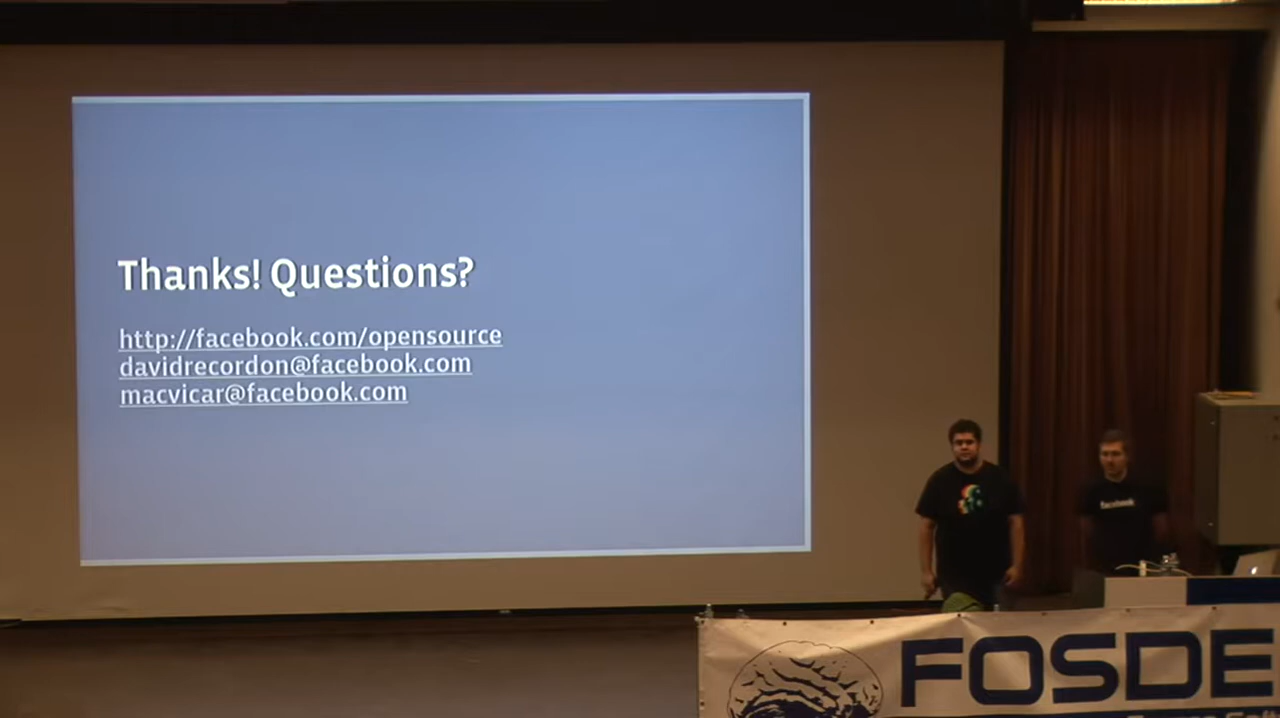 Thanks! Questions?
http://facebook.com/opensource
davidrecordon@facebook.com
macvicar@facebook.com
facebook
FOSDE